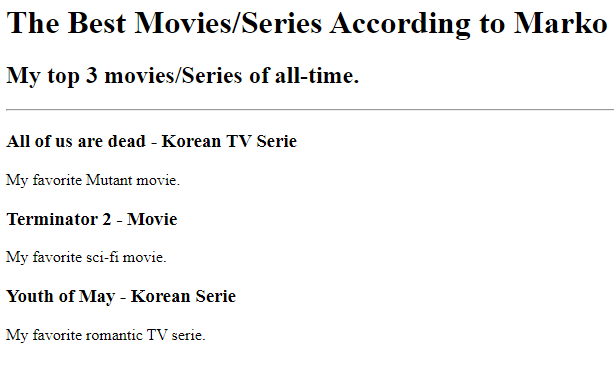 The Best Movies/Series According to Marko
My top 3 movies/Series of all-time.
All of us are dead - Korean TV Serie
My favorite Mutant movie.
Terminator 2 - Movie
My favorite sci-fi movie.
Youth of May - Korean Serie
My favorite romantic TV serie.